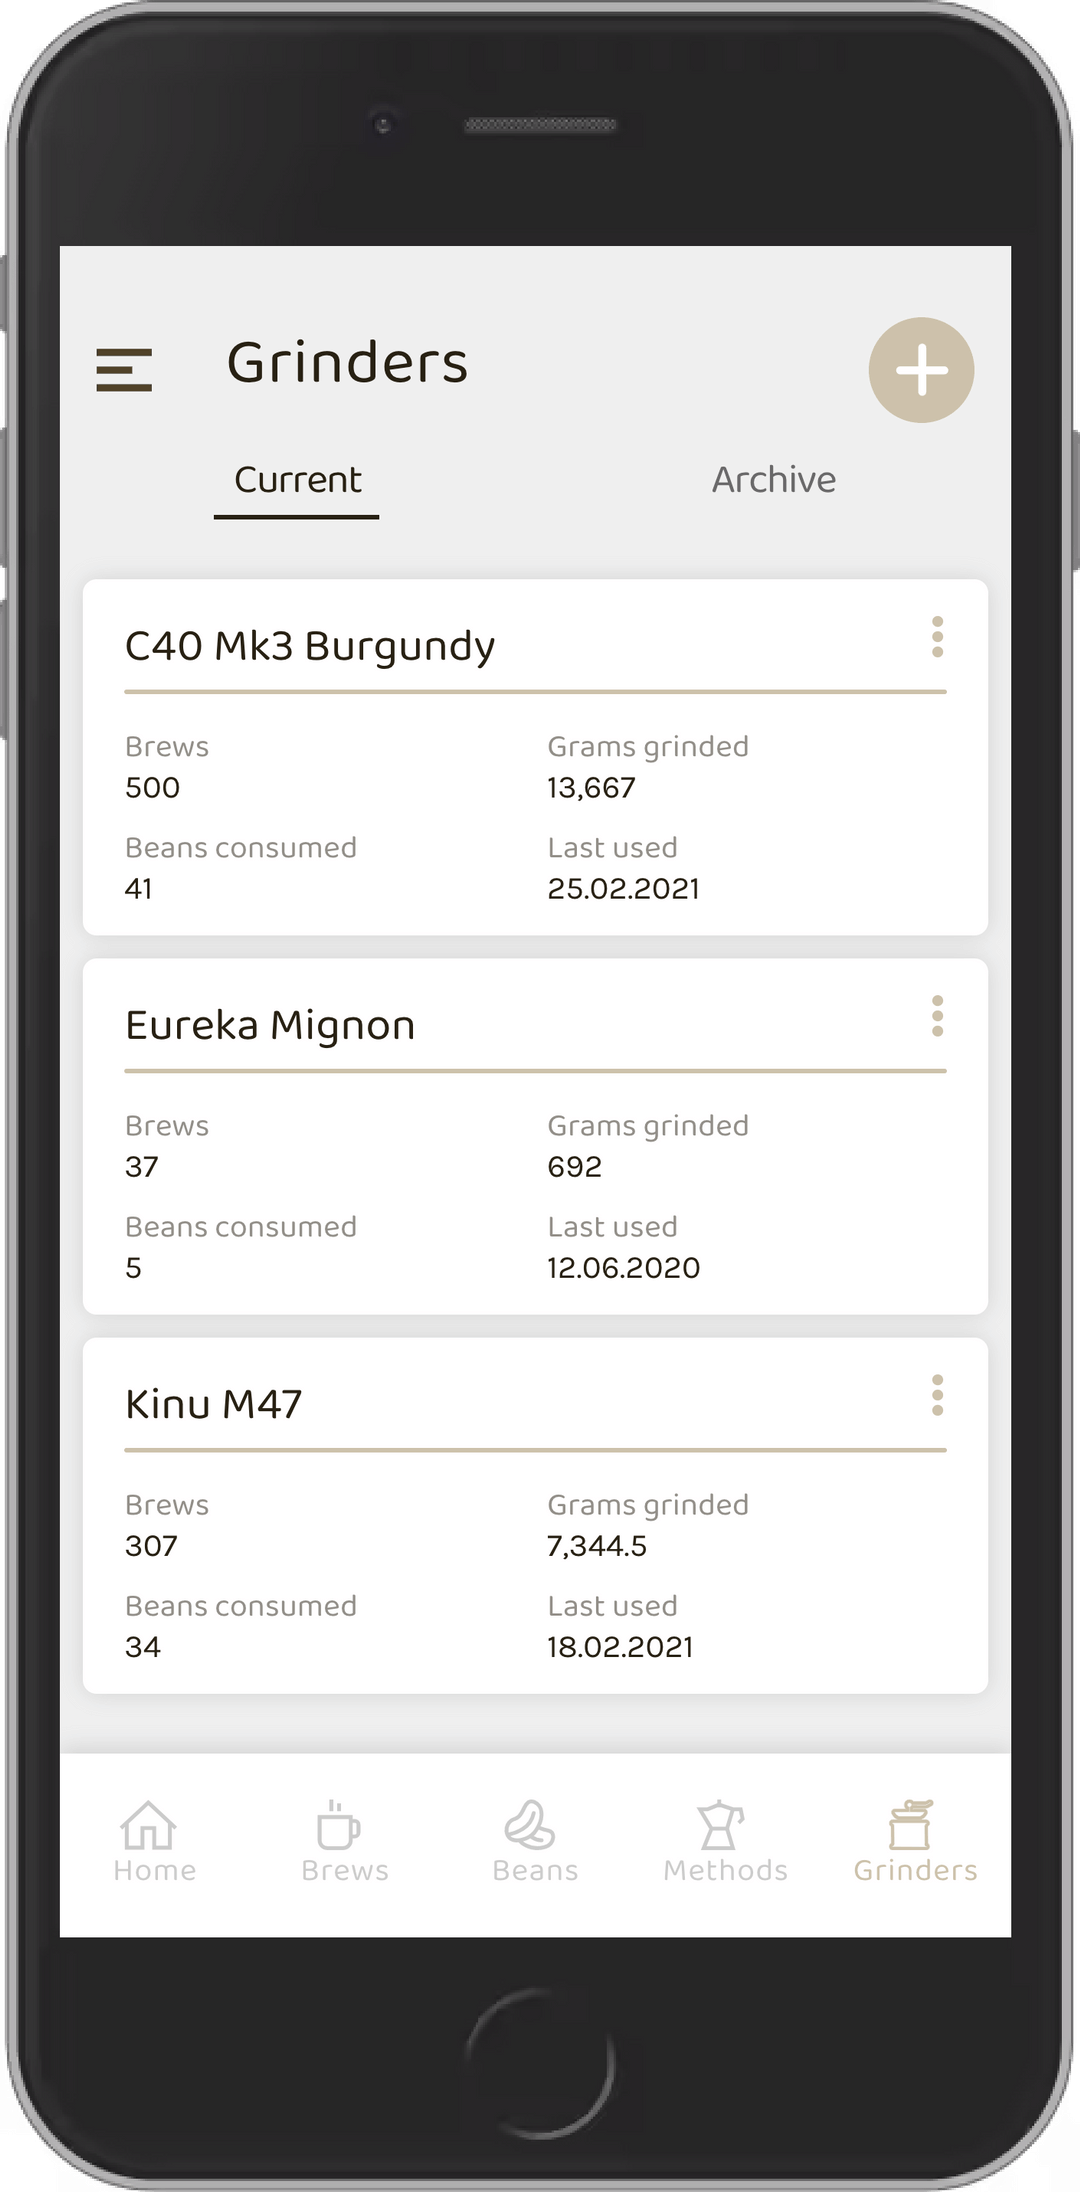 Grinders
Current Archive
C40 Mk3 Burgundy
Brews Grams grinded
500 13,667
Beans consumed Last used
41 25.02.2021
Eureka Mignon
Brews Grams grinded
37 692
Beans consumed Last used
5 12.06.2020
Kinu M47
Brews Grams grinded
307 7,344.5
Beans consumed Last used
34 18.02.2021
Home Brews Beans Methods Grinders